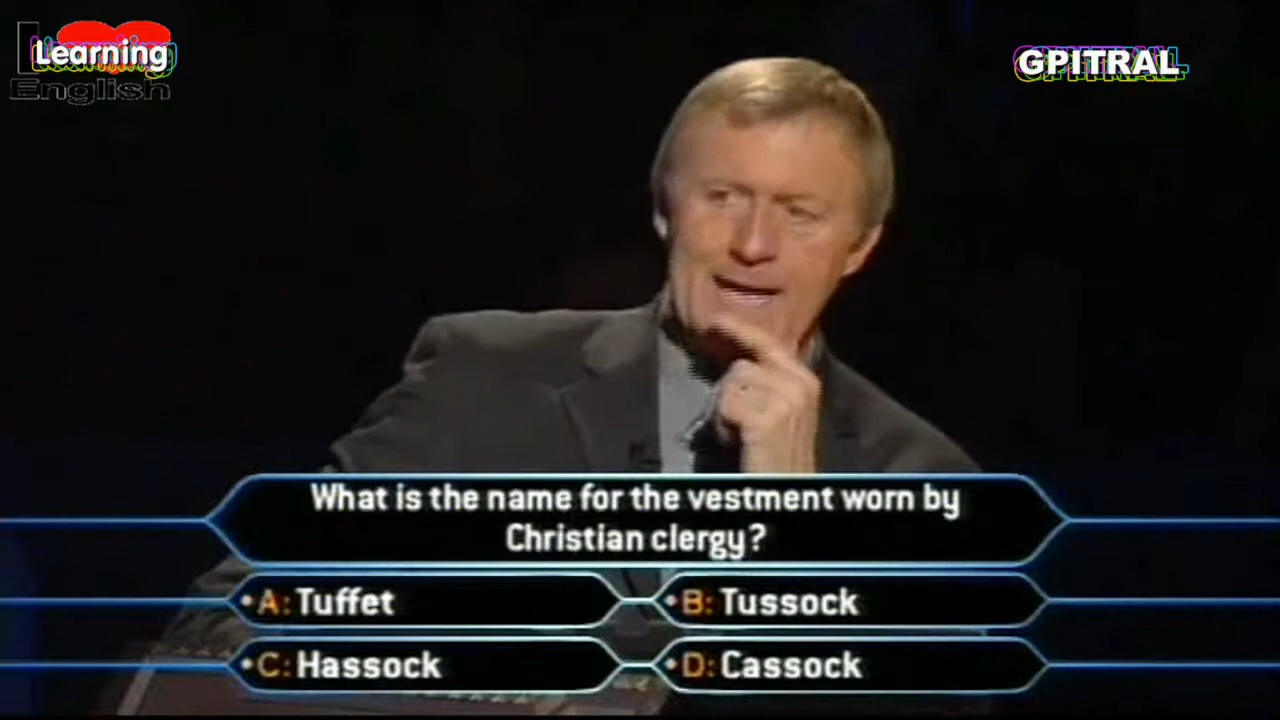 I
Learning
English
GPITRAL
What is the name for the vestment worn by
Christian clergy?
A: Tuffet
B: Tussock
C: Hassock
D: Cassock